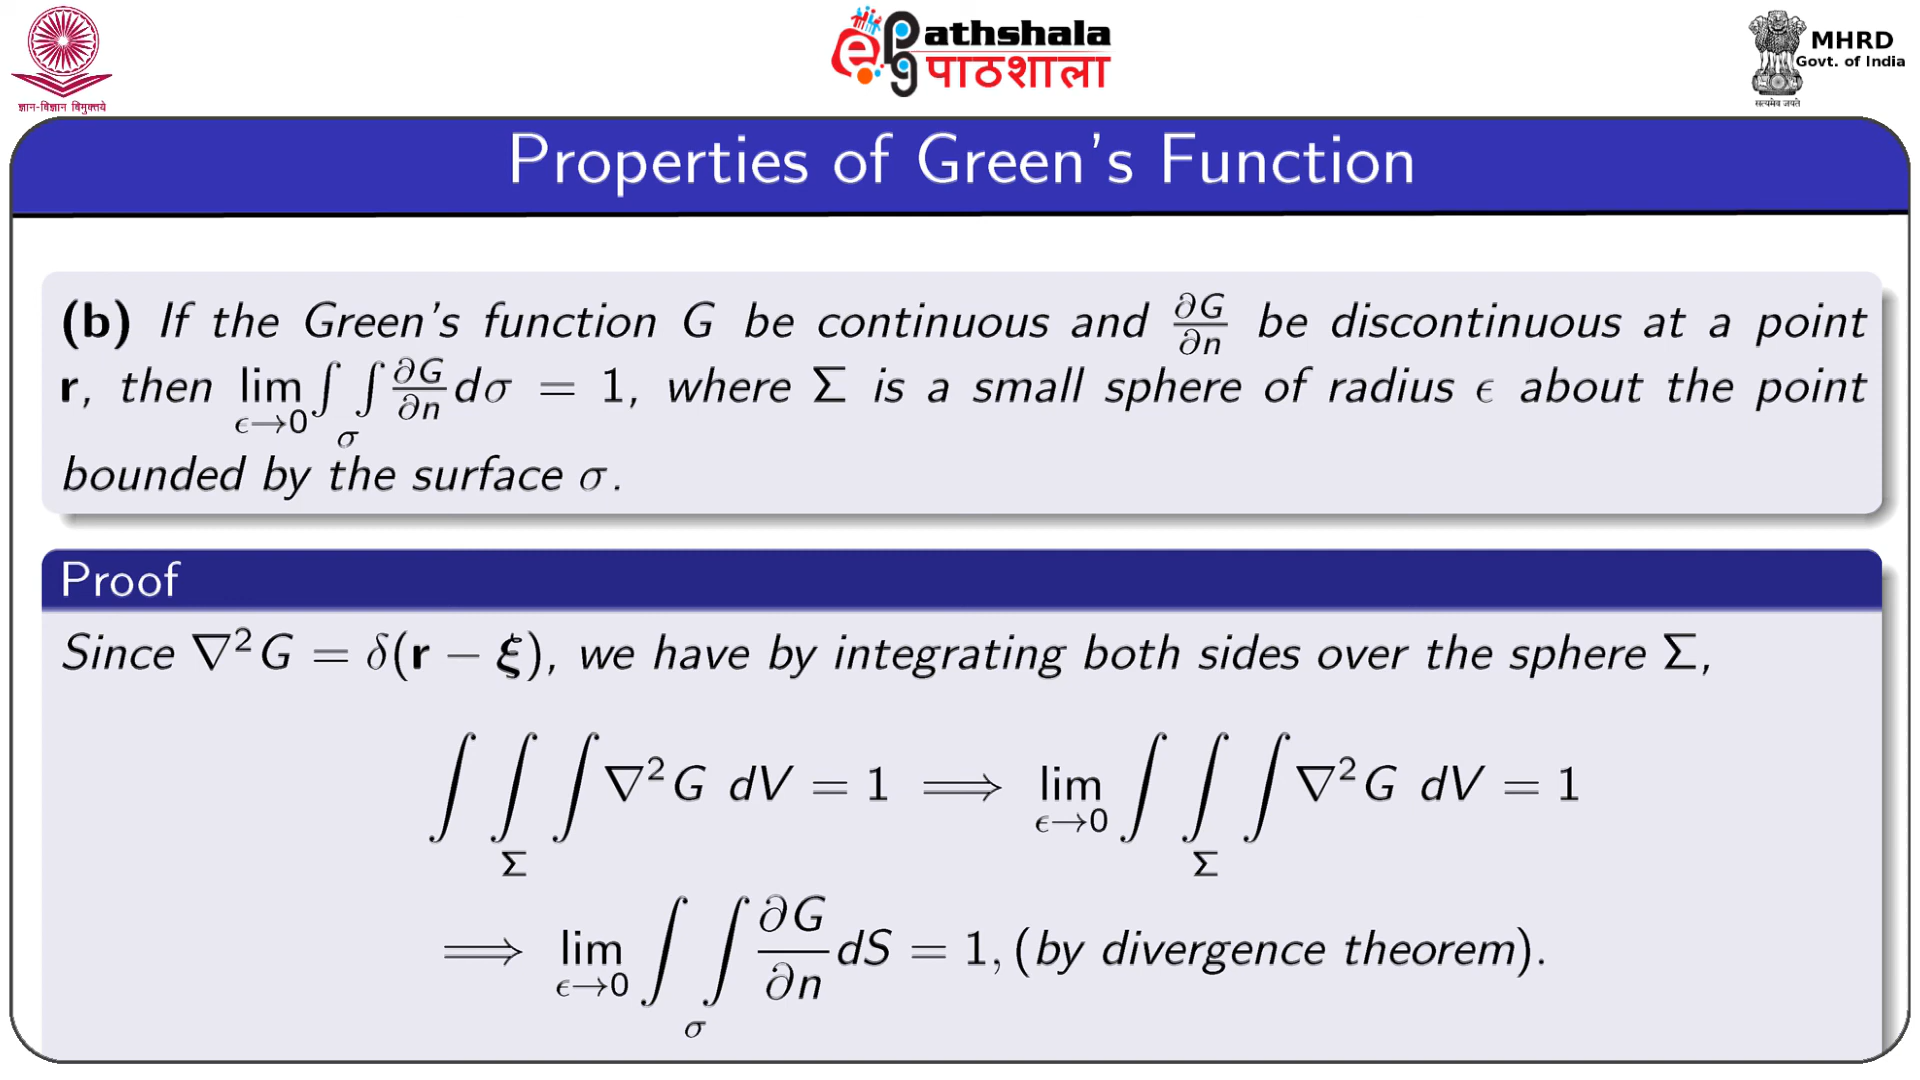 ज्ञान-विज्ञान विमुक्तये
ePg Pathshala
पाठशाला
MHRD
Govt. of India
सत्यमेव जयते
Properties of Green's Function
(b) If the Green's function G be continuous and ∂G/∂n be discontinuous at a point
r, then lim_{ϵ→0} ∫∫_σ ∂G/∂n dσ = 1, where Σ is a small sphere of radius ϵ about the point
bounded by the surface σ.
Proof
Since ∇²G = δ(r − ξ), we have by integrating both sides over the sphere Σ,
∫∫∫_Σ ∇²G dV = 1 ⟹ lim_{ϵ→0} ∫∫∫_Σ ∇²G dV = 1
⟹ lim_{ϵ→0} ∫∫_σ ∂G/∂n dS = 1, (by divergence theorem).